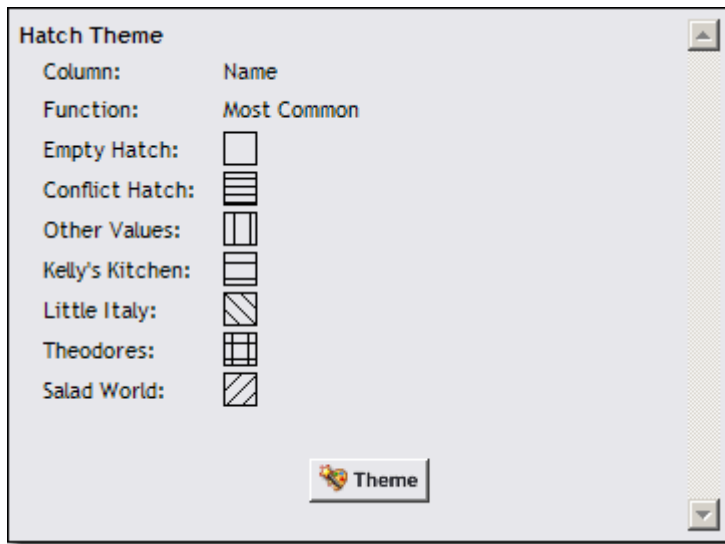 Hatch Theme
Column: Name
Function: Most Common
Empty Hatch:
Conflict Hatch:
Other Values:
Kelly's Kitchen:
Little Italy:
Theodores:
Salad World:
Theme